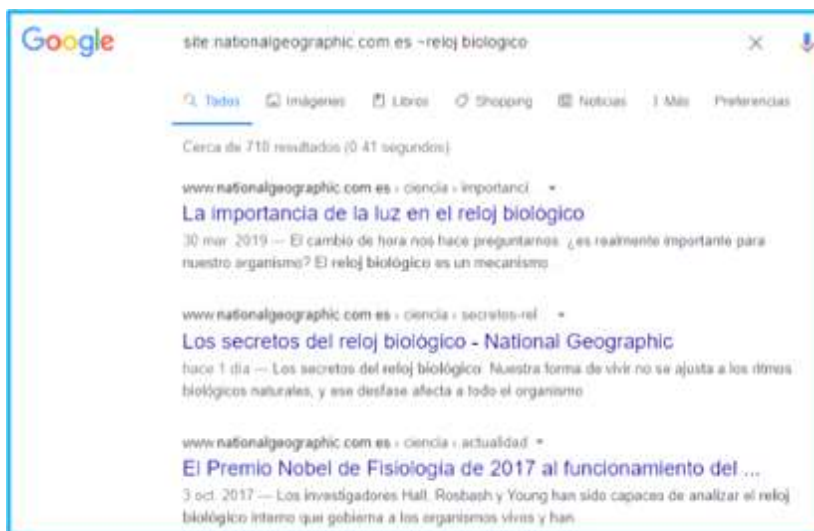 Google
site:nationalgeographic.com.es ~reloj biologico
Todos Imágenes Libros Shopping Noticias Más Preferencias
Cerca de 718 resultados (0,41 segundos)
www.nationalgeographic.com.es › ciencia › importanci
La importancia de la luz en el reloj biológico
30 mar. 2019 — El cambio de hora nos hace preguntarnos: ¿es realmente importante para
nuestro organismo? El reloj biológico es un mecanismo
www.nationalgeographic.com.es › ciencia › secretos-rel
Los secretos del reloj biológico - National Geographic
hace 1 día — Los secretos del reloj biológico. Nuestra forma de vivir no se ajusta a los ritmos
biológicos naturales, y ese desfase afecta a todo el organismo
www.nationalgeographic.com.es › ciencia › actualidad
El Premio Nobel de Fisiología de 2017 al funcionamiento del ...
3 oct. 2017 — Los investigadores Hall, Rosbash y Young han sido capaces de analizar el reloj
biológico interno que gobierna a los organismos vivos y han